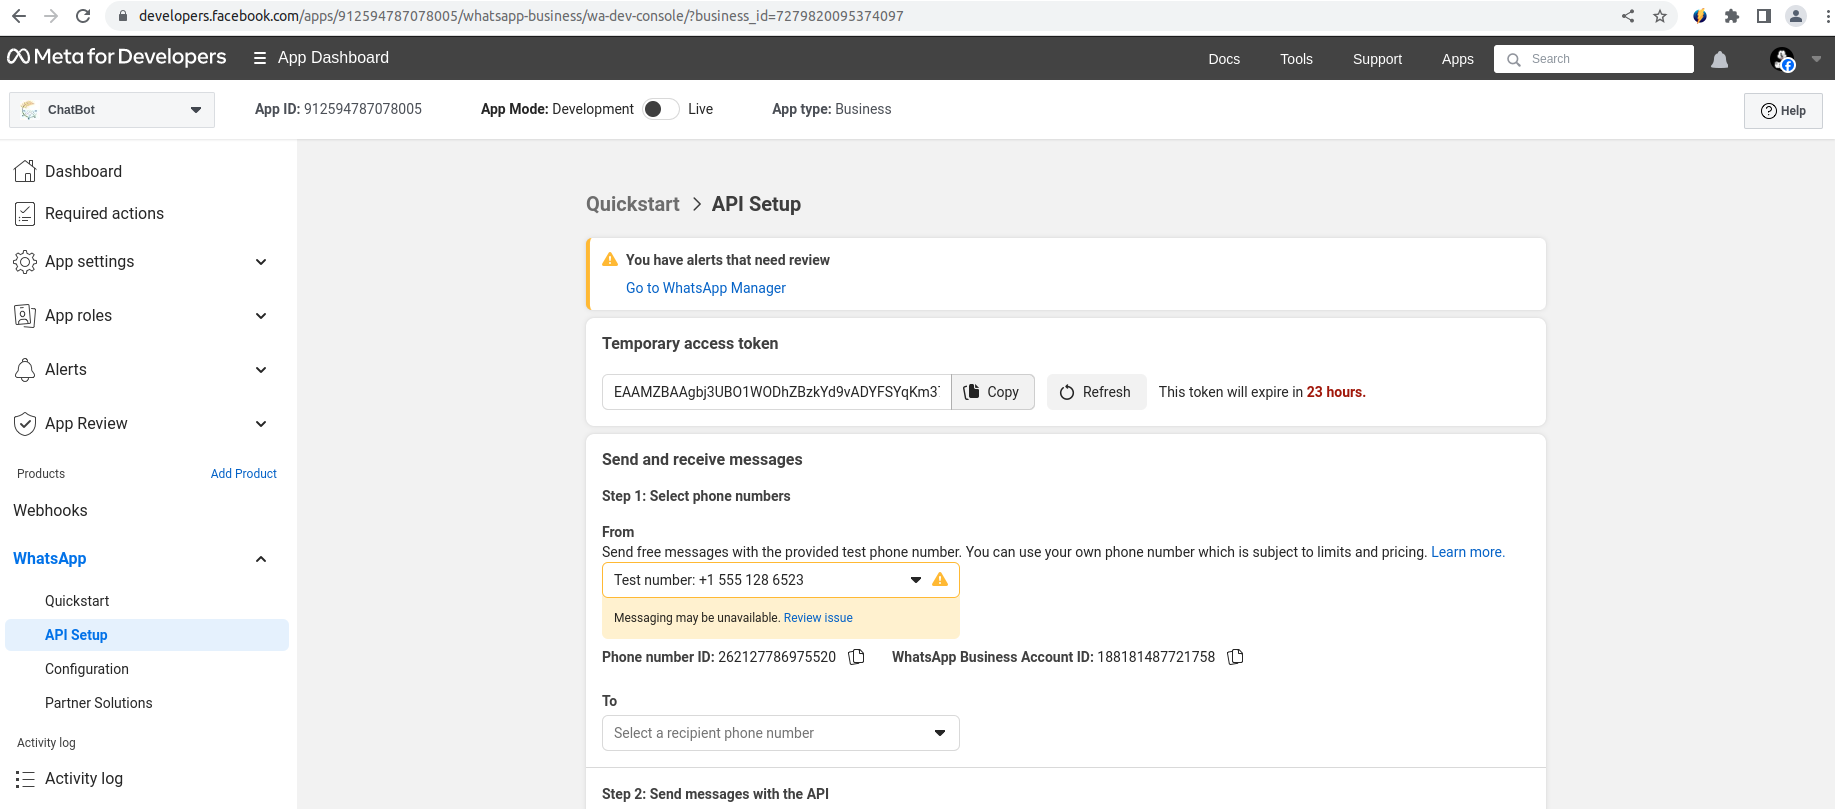 developers.facebook.com/apps/912594787078005/whatsapp-business/wa-dev-console/?business_id=7279820095374097
Meta for Developers
App Dashboard
Docs
Tools
Support
Apps
Search
ChatBot
App ID: 912594787078005
App Mode: Development
Live
App type: Business
Help
Dashboard
Required actions
App settings
App roles
Alerts
App Review
Products
Add Product
Webhooks
WhatsApp
Quickstart
API Setup
Configuration
Partner Solutions
Activity log
Activity log
Quickstart > API Setup
You have alerts that need review
Go to WhatsApp Manager
Temporary access token
EAAMZBAAgbj3UBO1WODhZBzkYd9vADYFSYqKm3
Copy
Refresh
This token will expire in 23 hours.
Send and receive messages
Step 1: Select phone numbers
From
Send free messages with the provided test phone number. You can use your own phone number which is subject to limits and pricing. Learn more.
Test number: +1 555 128 6523
Messaging may be unavailable. Review issue
Phone number ID: 262127786975520
WhatsApp Business Account ID: 188181487721758
To
Select a recipient phone number
Step 2: Send messages with the API